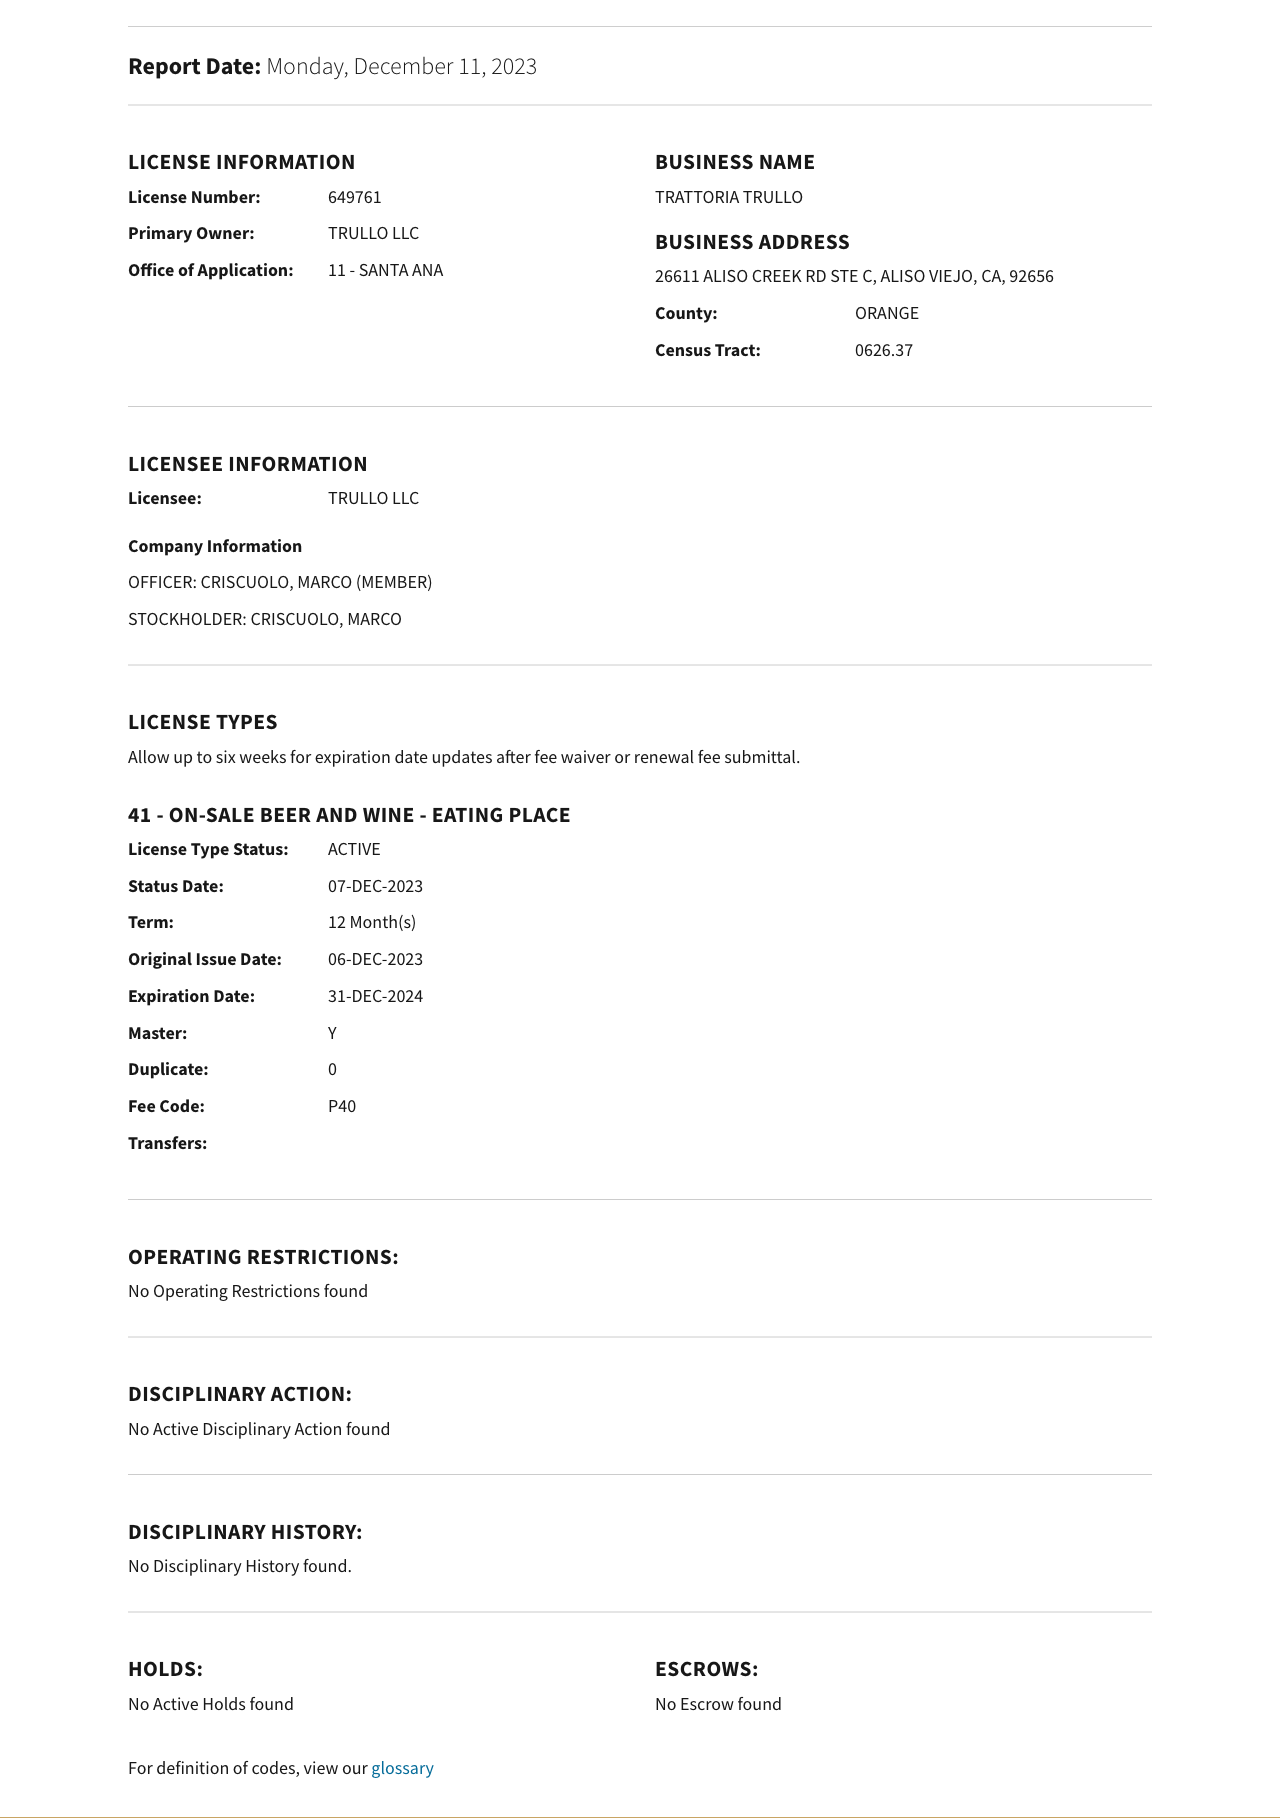 Report Date: Monday, December 11, 2023
LICENSE INFORMATION
License Number: 649761
Primary Owner: TRULLO LLC
Office of Application: 11 - SANTA ANA
BUSINESS NAME
TRATTORIA TRULLO
BUSINESS ADDRESS
26611 ALISO CREEK RD STE C, ALISO VIEJO, CA, 92656
County: ORANGE
Census Tract: 0626.37
LICENSEE INFORMATION
Licensee: TRULLO LLC
Company Information
OFFICER: CRISCUOLO, MARCO (MEMBER)
STOCKHOLDER: CRISCUOLO, MARCO
LICENSE TYPES
Allow up to six weeks for expiration date updates after fee waiver or renewal fee submittal.
41 - ON-SALE BEER AND WINE - EATING PLACE
License Type Status: ACTIVE
Status Date: 07-DEC-2023
Term: 12 Month(s)
Original Issue Date: 06-DEC-2023
Expiration Date: 31-DEC-2024
Master: Y
Duplicate: 0
Fee Code: P40
Transfers:
OPERATING RESTRICTIONS:
No Operating Restrictions found
DISCIPLINARY ACTION:
No Active Disciplinary Action found
DISCIPLINARY HISTORY:
No Disciplinary History found.
HOLDS:
No Active Holds found
ESCROWS:
No Escrow found
For definition of codes, view our glossary